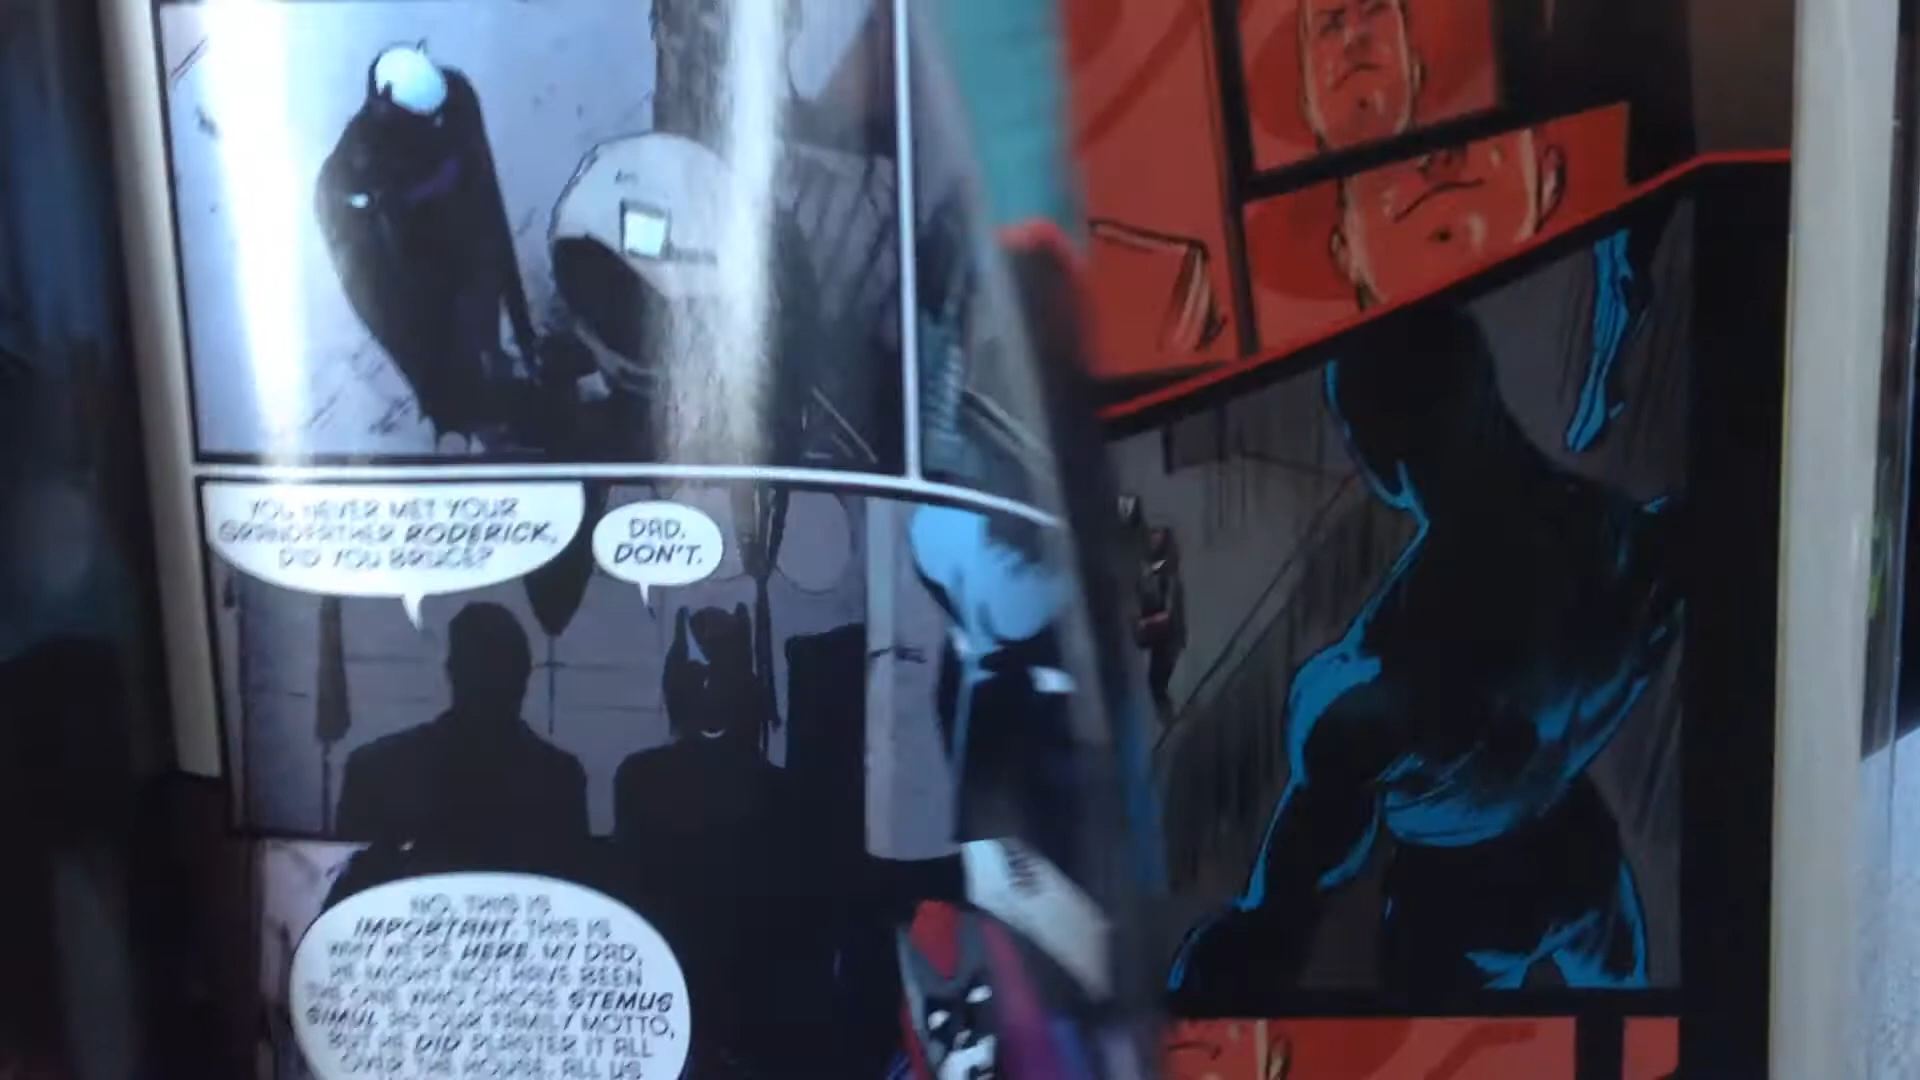 YOU NEVER MET YOUR
GRANDFATHER RODERICK,
DID YOU BRUCE?
DAD.
DON'T.
NO, THIS IS
IMPORTANT. THIS IS
WHY WE'RE HERE. MY DAD,
HE MIGHT NOT HAVE BEEN
THE ONE WHO CHOSE STEMUS
SIMUL AS OUR FAMILY MOTTO,
BUT HE DID PLASTER IT ALL
OVER THE HOUSE. ALL US